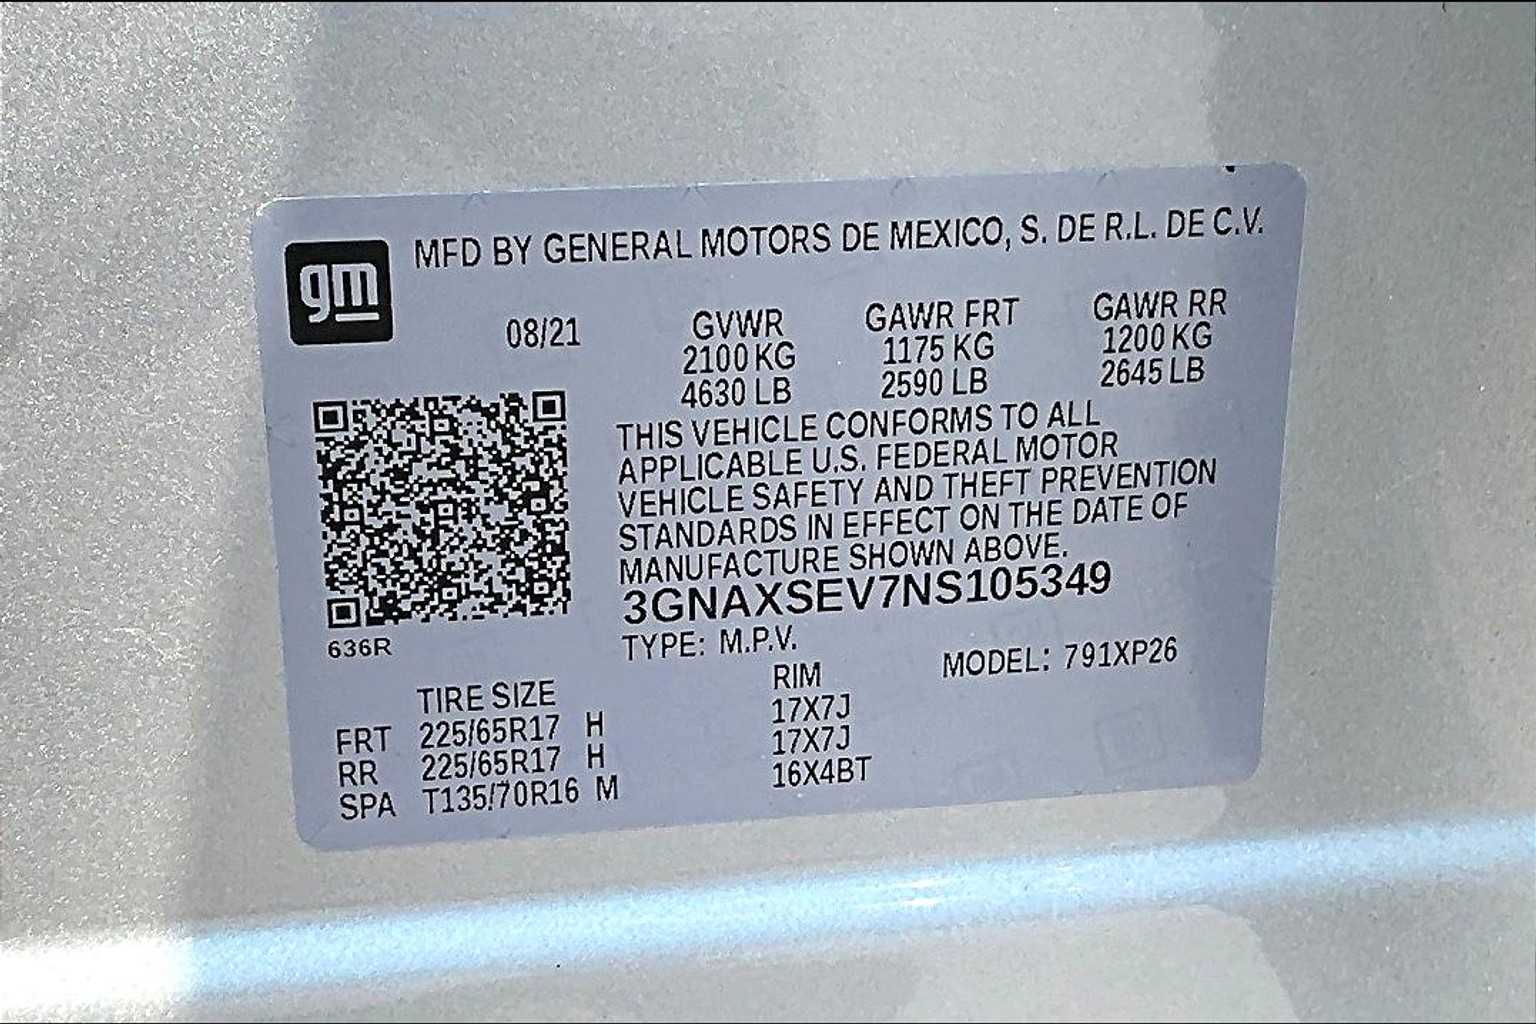 gm
MFD BY GENERAL MOTORS DE MEXICO, S. DE R.L. DE C.V.
08/21 GVWR GAWR FRT GAWR RR
2100 KG 1175 KG 1200 KG
4630 LB 2590 LB 2645 LB
THIS VEHICLE CONFORMS TO ALL
APPLICABLE U.S. FEDERAL MOTOR
VEHICLE SAFETY AND THEFT PREVENTION
STANDARDS IN EFFECT ON THE DATE OF
MANUFACTURE SHOWN ABOVE.
3GNAXSEV7NS105349
636R
TYPE: M.P.V. MODEL: 791XP26
TIRE SIZE RIM
FRT 225/65R17 H 17X7J
RR 225/65R17 H 17X7J
SPA T135/70R16 M 16X4BT